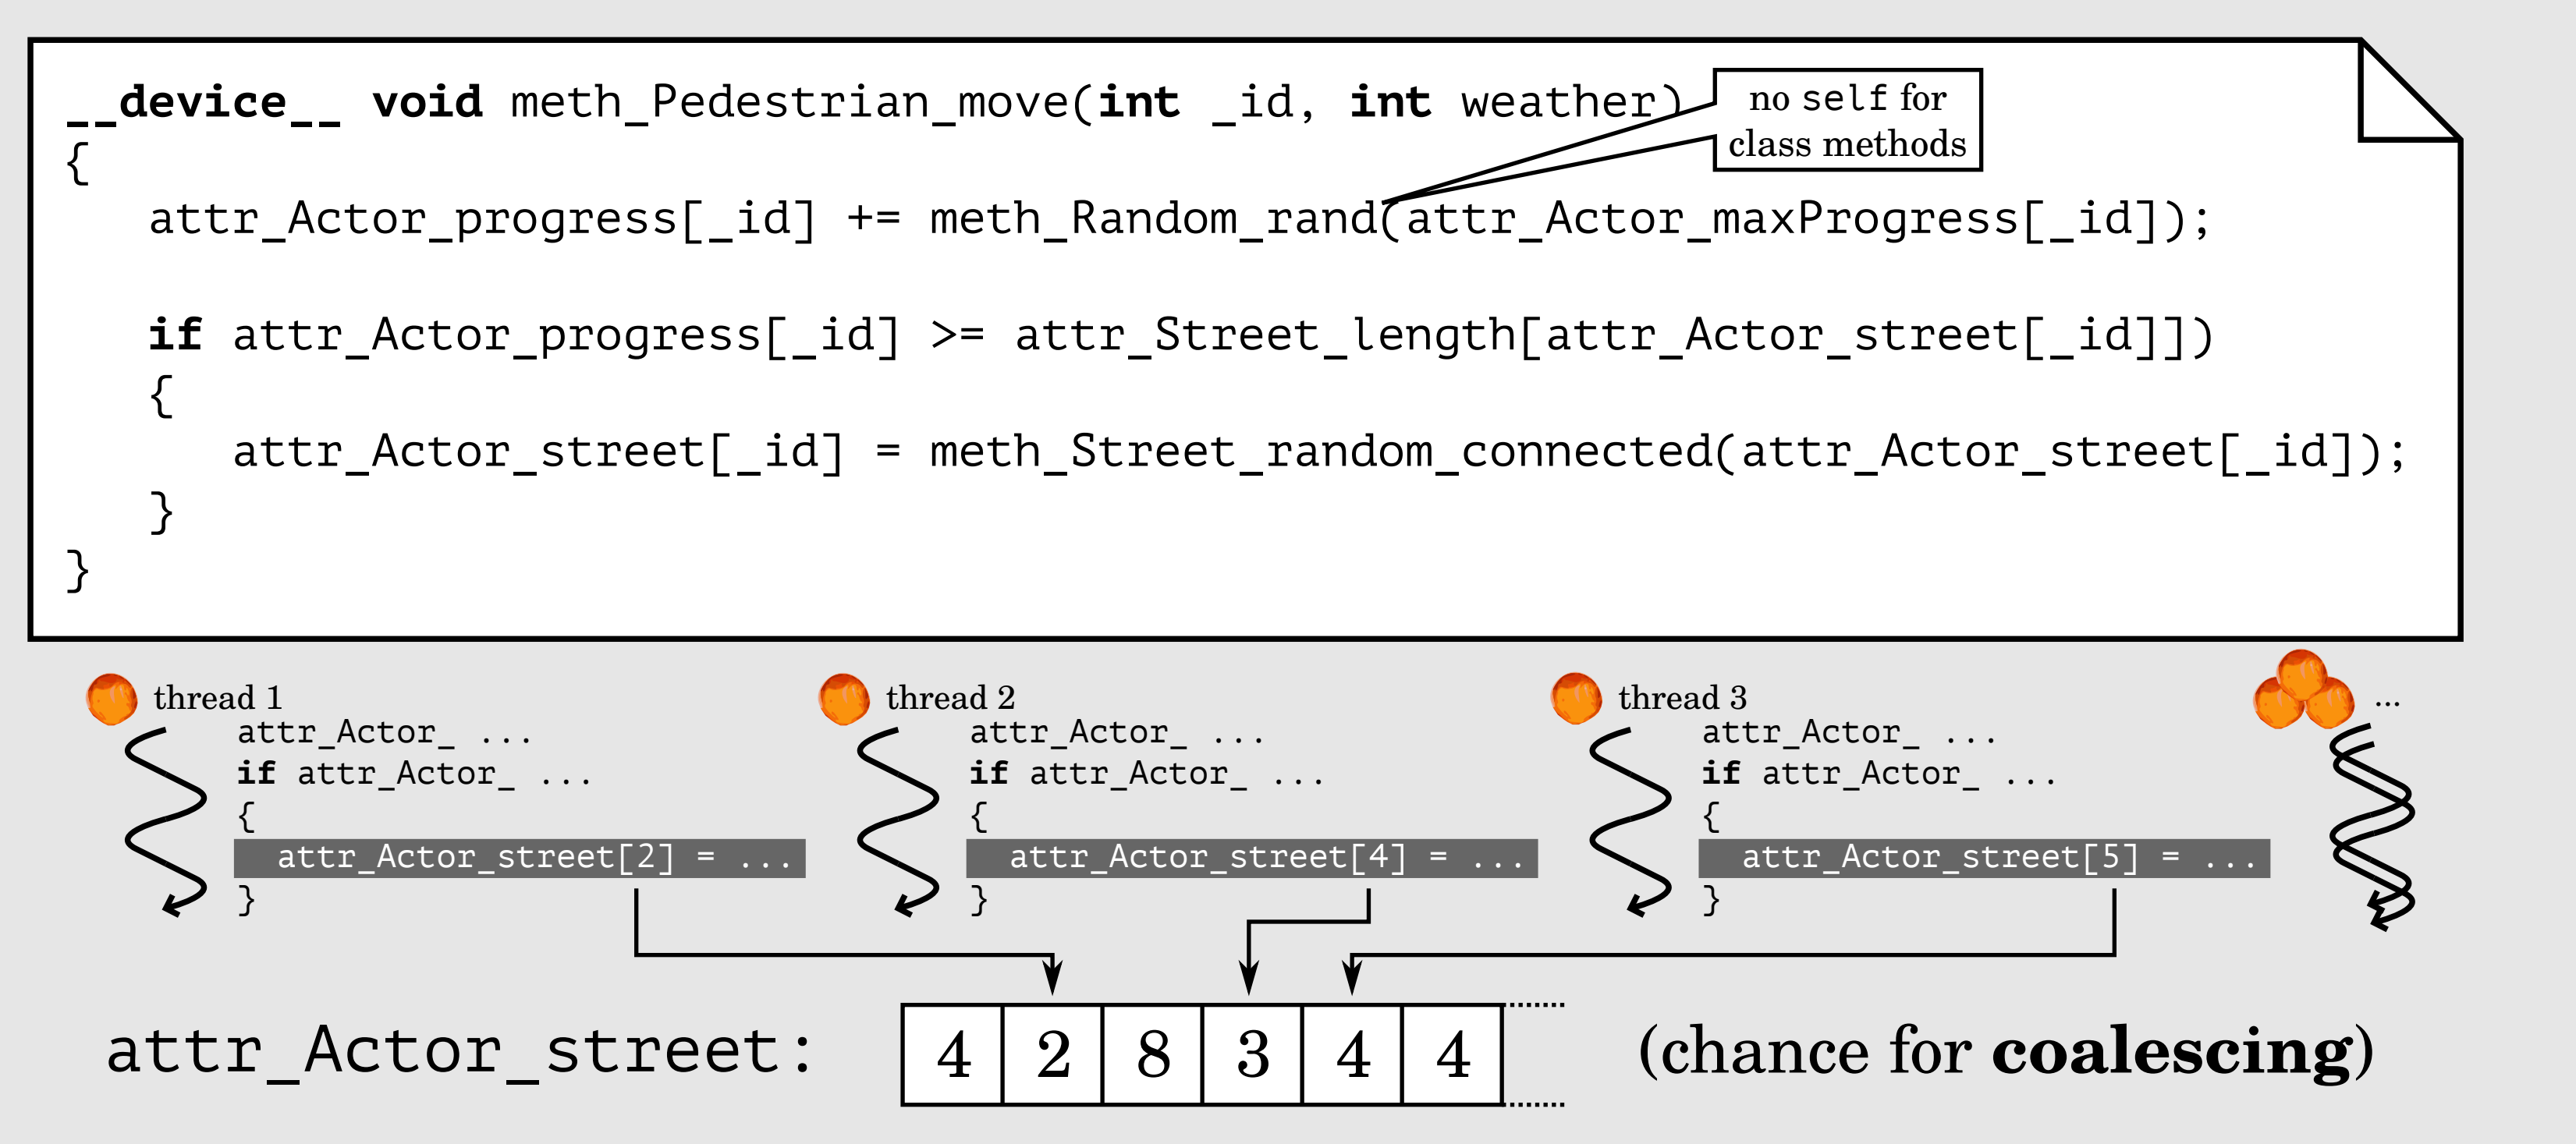 __device__ void meth_Pedestrian_move(int _id, int weather)
no self for
class methods
{
attr_Actor_progress[_id] += meth_Random_rand(attr_Actor_maxProgress[_id]);
if attr_Actor_progress[_id] >= attr_Street_length[attr_Actor_street[_id]])
{
attr_Actor_street[_id] = meth_Street_random_connected(attr_Actor_street[_id]);
}
}
thread 1
attr_Actor_ ...
if attr_Actor_ ...
{
attr_Actor_street[2] = ...
}
thread 2
attr_Actor_ ...
if attr_Actor_ ...
{
attr_Actor_street[4] = ...
}
thread 3
attr_Actor_ ...
if attr_Actor_ ...
{
attr_Actor_street[5] = ...
}
...
attr_Actor_street: 4 2 8 3 4 4 (chance for coalescing)